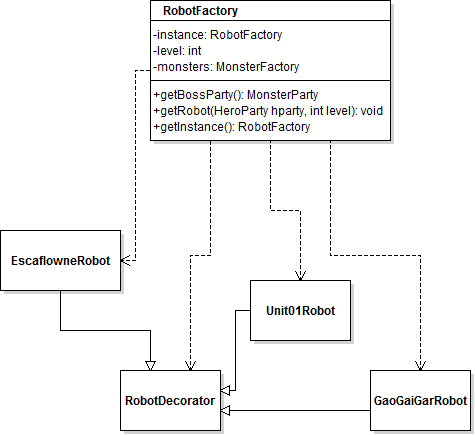 RobotFactory
-instance: RobotFactory
-level: int
-monsters: MonsterFactory
+getBossParty(): MonsterParty
+getRobot(HeroParty hparty, int level): void
+getInstance(): RobotFactory
EscaflowneRobot
Unit01Robot
RobotDecorator
GaoGaiGarRobot